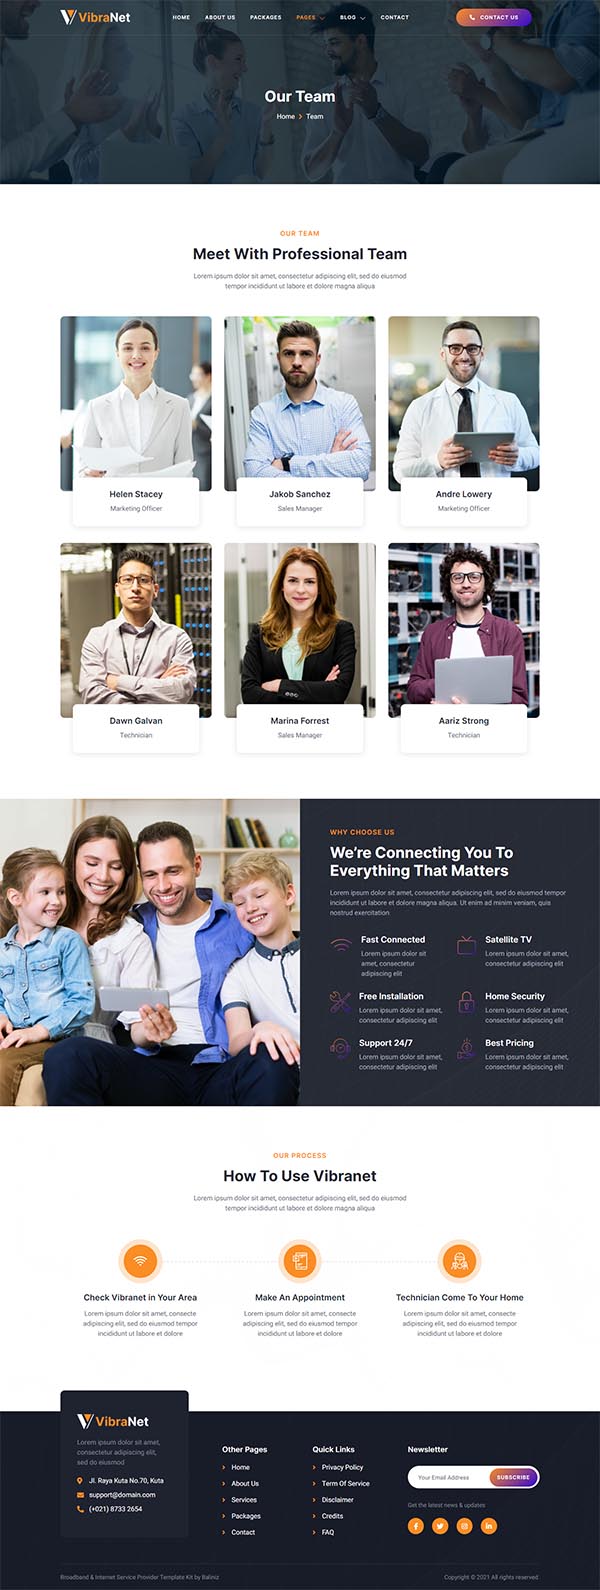 VibraNet
HOME
ABOUT US
PACKAGES
PAGES
BLOG
CONTACT
CONTACT US
Our Team
Home
Team
OUR TEAM
Meet With Professional Team
Lorem ipsum dolor sit amet, consectetur adipiscing elit, sed do eiusmod
tempor incididunt ut labore et dolore magna aliqua
Helen Stacey
Marketing Officer
Jakob Sanchez
Sales Manager
Andre Lowery
Marketing Officer
Dawn Galvan
Technician
Marina Forrest
Sales Manager
Aariz Strong
Technician
WHY CHOOSE US
We're Connecting You To
Everything That Matters
Lorem ipsum dolor sit amet, consectetur adipiscing elit, sed do eiusmod tempor
incididunt ut labore et dolore magna aliqua. Ut enim ad minim veniam, quis
nostrud exercitation
Fast Connected
Lorem ipsum dolor sit
amet, consectetur
adipiscing elit
Satellite TV
Lorem ipsum dolor sit amet,
consectetur adipiscing elit
Free Installation
Lorem ipsum dolor sit amet,
consectetur adipiscing elit
Home Security
Lorem ipsum dolor sit amet,
consectetur adipiscing elit
Support 24/7
Lorem ipsum dolor sit amet,
consectetur adipiscing elit
Best Pricing
Lorem ipsum dolor sit amet,
consectetur adipiscing elit
OUR PROCESS
How To Use Vibranet
Lorem ipsum dolor sit amet, consectetur adipiscing elit, sed do eiusmod
tempor incididunt ut labore et dolore magna aliqua
Check Vibranet in Your Area
Lorem ipsum dolor sit amet, consecte
adipiscing elit, sed do eiusmod tempor
incididunt ut labore et dolore
Make An Appointment
Lorem ipsum dolor sit amet, consecte
adipiscing elit, sed do eiusmod tempor
incididunt ut labore et dolore
Technician Come To Your Home
Lorem ipsum dolor sit amet, consecte
adipiscing elit, sed do eiusmod tempor
incididunt ut labore et dolore
VibraNet
Lorem ipsum dolor sit amet,
consectetur adipiscing elit,
sed do eiusmod
Jl. Raya Kuta No.70, Kuta
support@domain.com
(+021) 8733 2654
Other Pages
Home
About Us
Services
Packages
Contact
Quick Links
Privacy Policy
Term Of Service
Disclaimer
Credits
FAQ
Newsletter
Your Email Address
SUBSCRIBE
Get the latest news & updates
Broadband & Internet Service Provider Template Kit by Baliniz
Copyright © 2021 All rights reserved